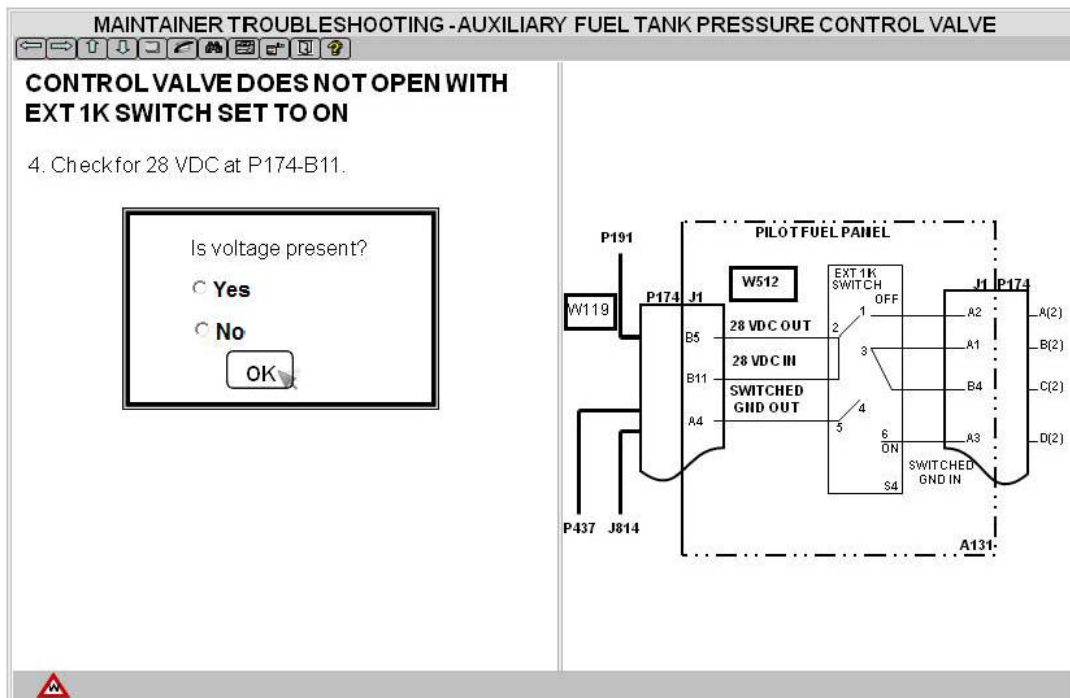 MAINTAINER TROUBLESHOOTING -AUXILIARY FUEL TANK PRESSURE CONTROL VALVE
CONTROL VALVE DOES NOT OPEN WITH
EXT 1K SWITCH SET TO ON
4. Check for 28 VDC at P174-B11.
Is voltage present?
Yes
No
OK
PILOT FUEL PANEL
P191
W119
P174
J1
W512
EXT 1K
SWITCH
OFF
J1
P174
B5
28 VDC OUT
2
1
A2
A(2)
B11
28 VDC IN
3
A1
B(2)
A4
SWITCHED
GND OUT
4
5
B4
C(2)
6
ON
A3
D(2)
SWITCHED
GND IN
S4
P437
J814
A131
W